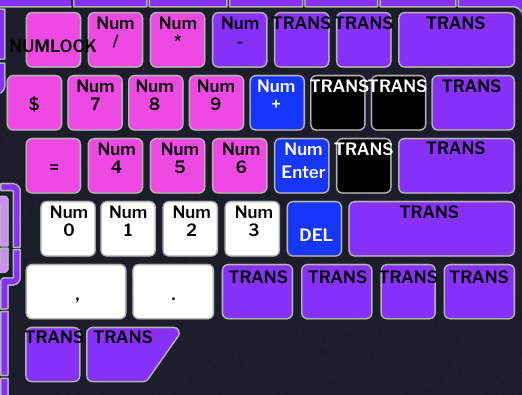 NUMLOCK Num / Num * Num - TRANS TRANS TRANS
$ Num 7 Num 8 Num 9 Num + TRANS TRANS TRANS
= Num 4 Num 5 Num 6 Num Enter TRANS TRANS
Num 0 Num 1 Num 2 Num 3 DEL TRANS
, . TRANS TRANS TRANS TRANS
TRANS TRANS